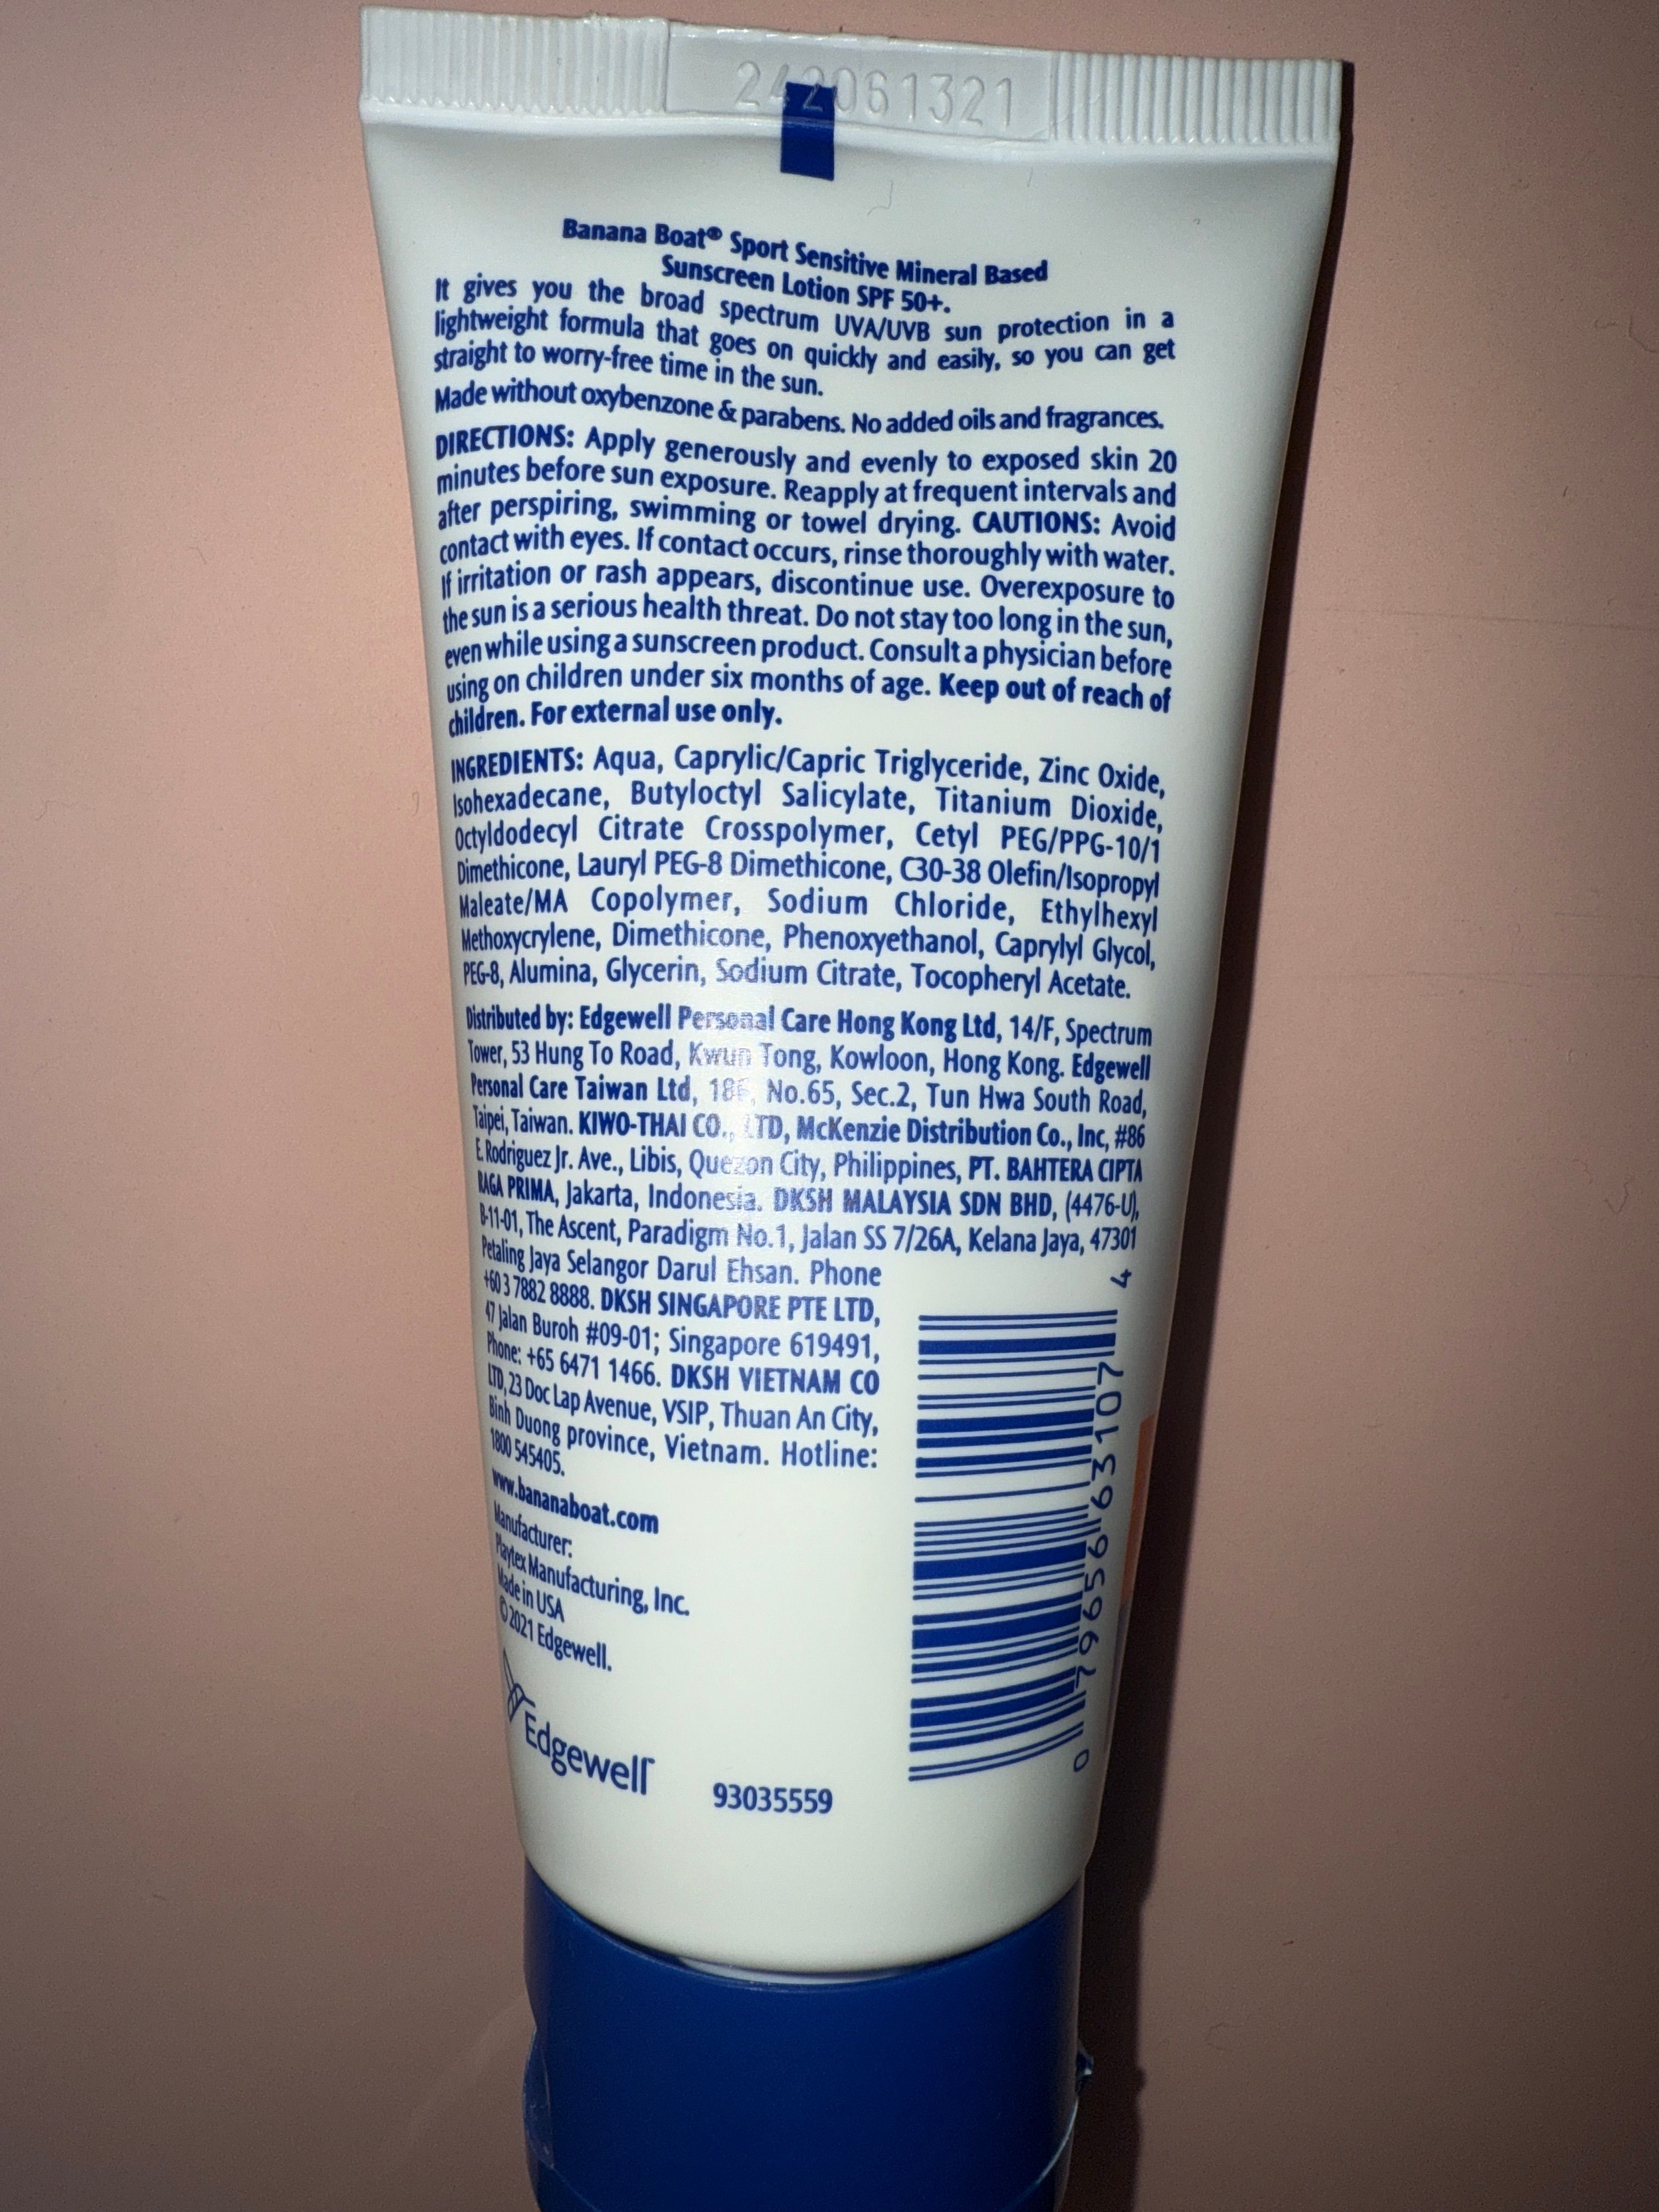 242061321
Banana Boat® Sport Sensitive Mineral Based
Sunscreen Lotion SPF 50+.
It gives you the broad spectrum UVA/UVB sun protection in a
lightweight formula that goes on quickly and easily, so you can get
straight to worry-free time in the sun.
Made without oxybenzone & parabens. No added oils and fragrances.
DIRECTIONS: Apply generously and evenly to exposed skin 20
minutes before sun exposure. Reapply at frequent intervals and
after perspiring, swimming or towel drying. CAUTIONS: Avoid
contact with eyes. If contact occurs, rinse thoroughly with water.
If irritation or rash appears, discontinue use. Overexposure to
the sun is a serious health threat. Do not stay too long in the sun,
even while using a sunscreen product. Consult a physician before
using on children under six months of age. Keep out of reach of
children. For external use only.
INGREDIENTS: Aqua, Caprylic/Capric Triglyceride, Zinc Oxide,
Isohexadecane, Butyloctyl Salicylate, Titanium Dioxide,
Octyldodecyl Citrate Crosspolymer, Cetyl PEG/PPG-10/1
Dimethicone, Lauryl PEG-8 Dimethicone, C30-38 Olefin/Isopropyl
Maleate/MA Copolymer, Sodium Chloride, Ethylhexyl
Methoxycrylene, Dimethicone, Phenoxyethanol, Caprylyl Glycol,
PEG-8, Alumina, Glycerin, Sodium Citrate, Tocopheryl Acetate.
Distributed by: Edgewell Personal Care Hong Kong Ltd, 14/F, Spectrum
Tower, 53 Hung To Road, Kwun Tong, Kowloon, Hong Kong. Edgewell
Personal Care Taiwan Ltd, 18F, No.65, Sec.2, Tun Hwa South Road,
Taipei, Taiwan. KIWO-THAI CO., LTD, McKenzie Distribution Co., Inc, #86
E. Rodriguez Jr. Ave., Libis, Quezon City, Philippines, PT. BAHTERA CIPTA
RAGA PRIMA, Jakarta, Indonesia. DKSH MALAYSIA SDN BHD, (4476-U),
B-11-01, The Ascent, Paradigm No.1, Jalan SS 7/26A, Kelana Jaya, 47301
Petaling Jaya Selangor Darul Ehsan. Phone
+60 3 7882 8888. DKSH SINGAPORE PTE LTD,
47 Jalan Buroh #09-01; Singapore 619491,
Phone: +65 6471 1466. DKSH VIETNAM CO
LTD, 23 Doc Lap Avenue, VSIP, Thuan An City,
Binh Duong province, Vietnam. Hotline:
1800 545405.
www.bananaboat.com
Manufacturer:
Playtex Manufacturing, Inc.
Made in USA
© 2021 Edgewell.
Edgewell™
93035559
0 79656 63107 4